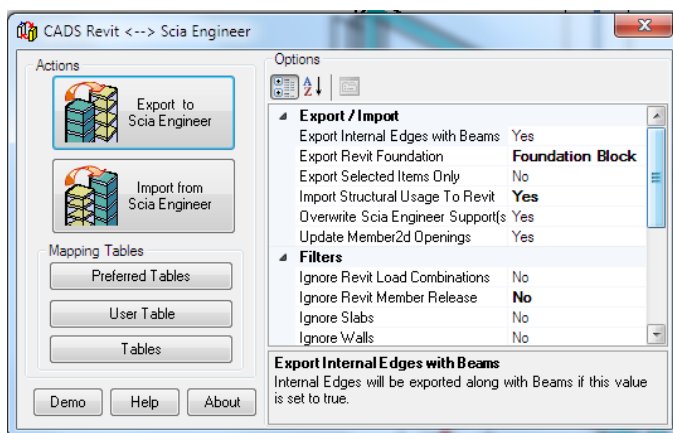 CADS Revit <--> Scia Engineer
Actions
Export to
Scia Engineer
Import from
Scia Engineer
Mapping Tables
Preferred Tables
User Table
Tables
Demo
Help
About
Options
A
Z
Export / Import
Export Internal Edges with Beams Yes
Export Revit Foundation Foundation Block
Export Selected Items Only No
Import Structural Usage To Revit Yes
Overwrite Scia Engineer Support(s Yes
Update Member2d Openings Yes
Filters
Ignore Revit Load Combinations No
Ignore Revit Member Release No
Ignore Slabs No
Ignore Walls No
Export Internal Edges with Beams
Internal Edges will be exported along with Beams if this value
is set to true.